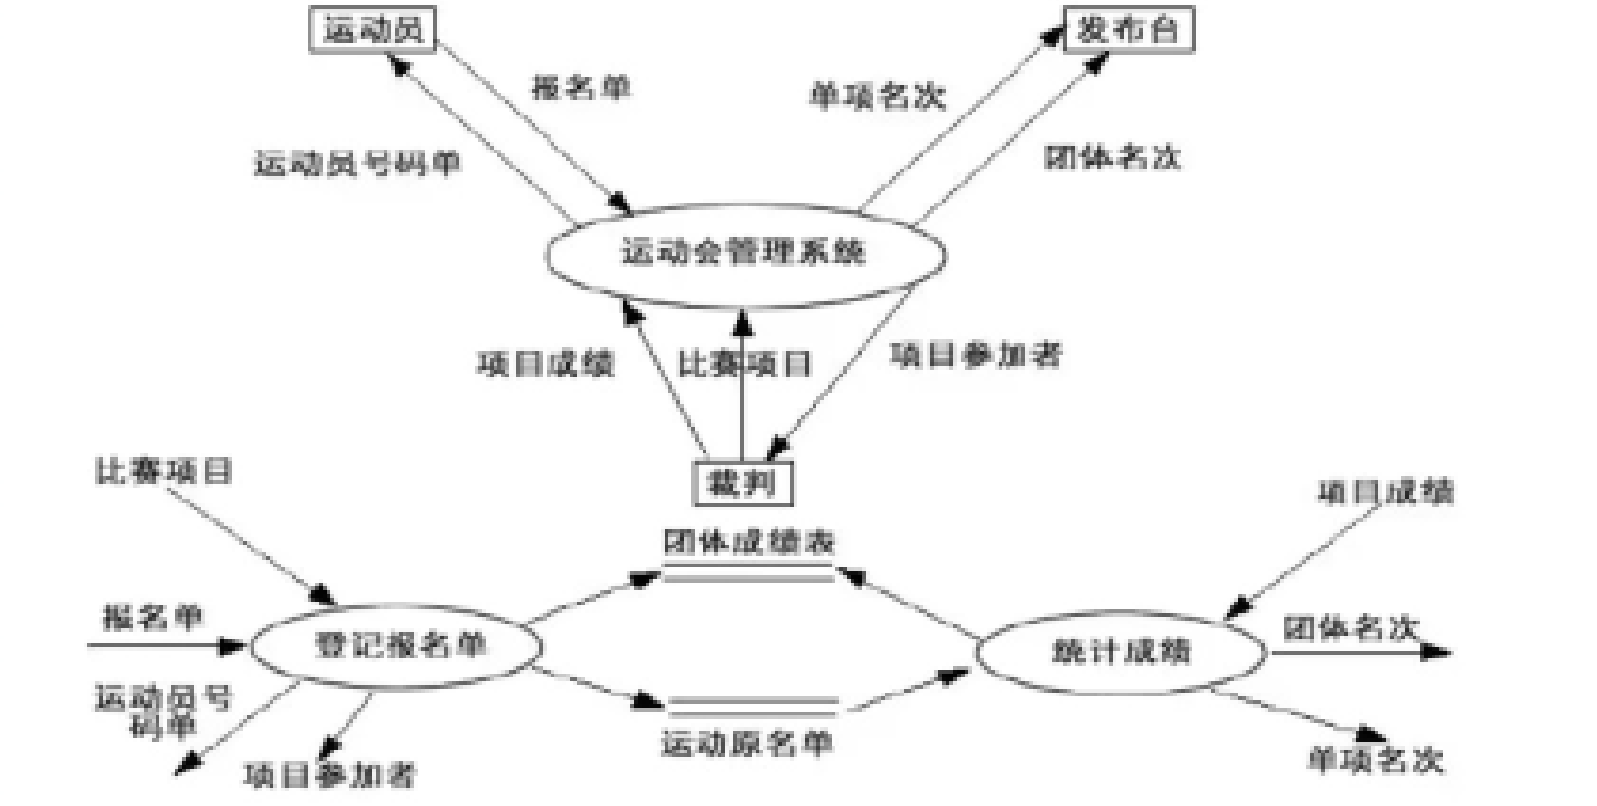 运动员
发布台
报名单
单项名次
运动员号码单
团体名次
运动会管理系统
项目成绩
比赛项目
项目参加者
裁判
比赛项目
项目成绩
团体成绩表
报名单
登记报名单
统计成绩
团体名次
运动员号
码单
项目参加者
运动原名单
单项名次